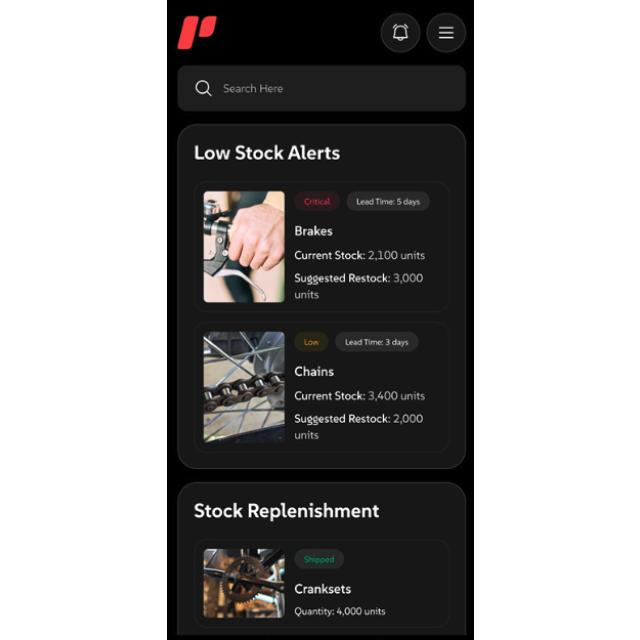 Search Here
Low Stock Alerts
Critical
Lead Time: 5 days
Brakes
Current Stock: 2,100 units
Suggested Restock: 3,000
units
Low
Lead Time: 3 days
Chains
Current Stock: 3,400 units
Suggested Restock: 2,000
units
Stock Replenishment
Shipped
Cranksets
Quantity: 4,000 units